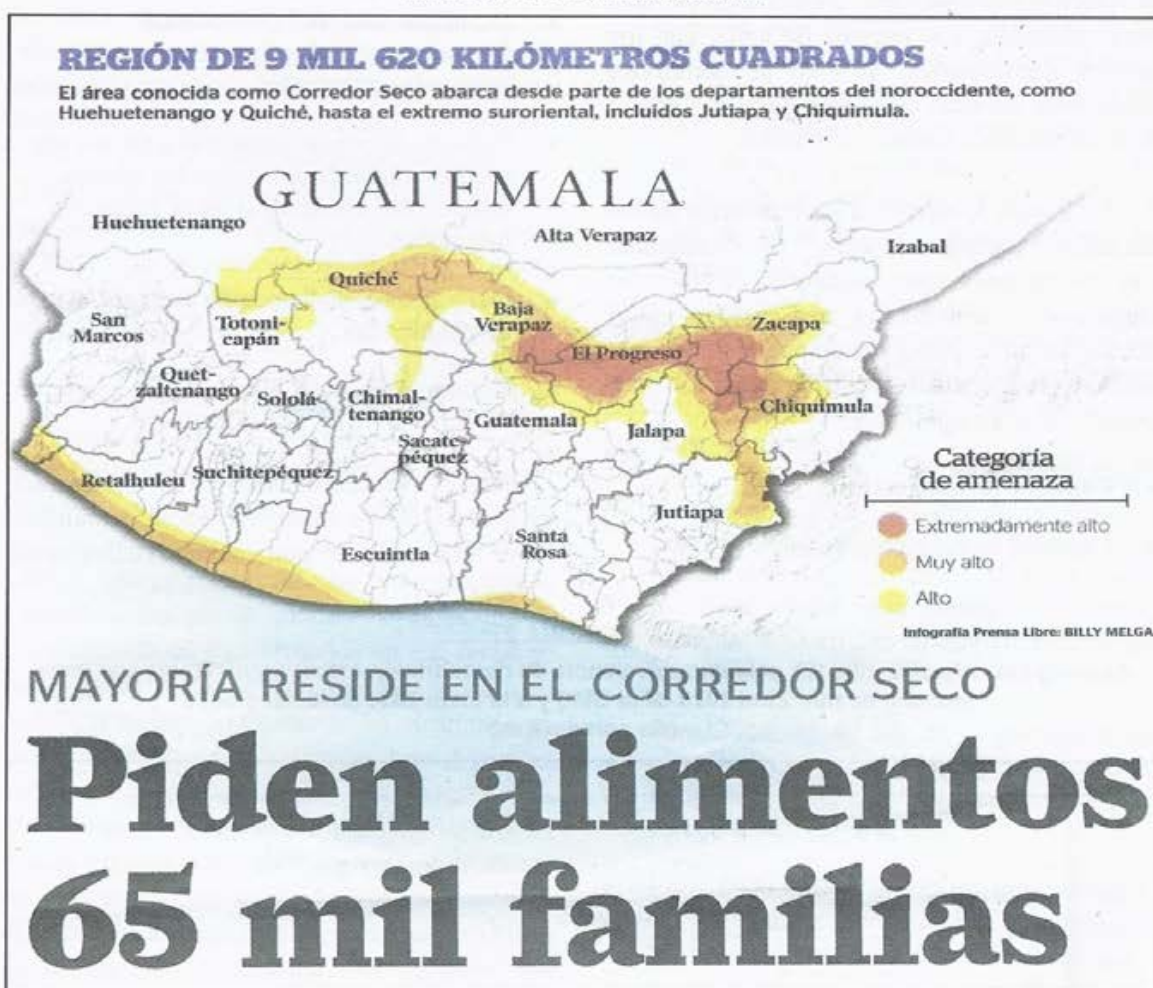 REGIÓN DE 9 MIL 620 KILÓMETROS CUADRADOS
El área conocida como Corredor Seco abarca desde parte de los departamentos del noroccidente, como
Huehuetenango y Quiché, hasta el extremo suroriental, incluidos Jutiapa y Chiquimula.
GUATEMALA
Huehuetenango
Alta Verapaz
Izabal
Quiché
San
Marcos
Totoni-
capán
Baja
Verapaz
Zacapa
El Progreso
Quet-
zaltenango
Sololá
Chimal-
tenango
Guatemala
Chiquimula
Jalapa
Sacate-
péquez
Retalhuleu
Suchitepéquez
Jutiapa
Escuintla
Santa
Rosa
Categoría
de amenaza
Extremadamente alto
Muy alto
Alto
Infografía Prensa Libre: BILLY MELGA
MAYORÍA RESIDE EN EL CORREDOR SECO
Piden alimentos
65 mil familias